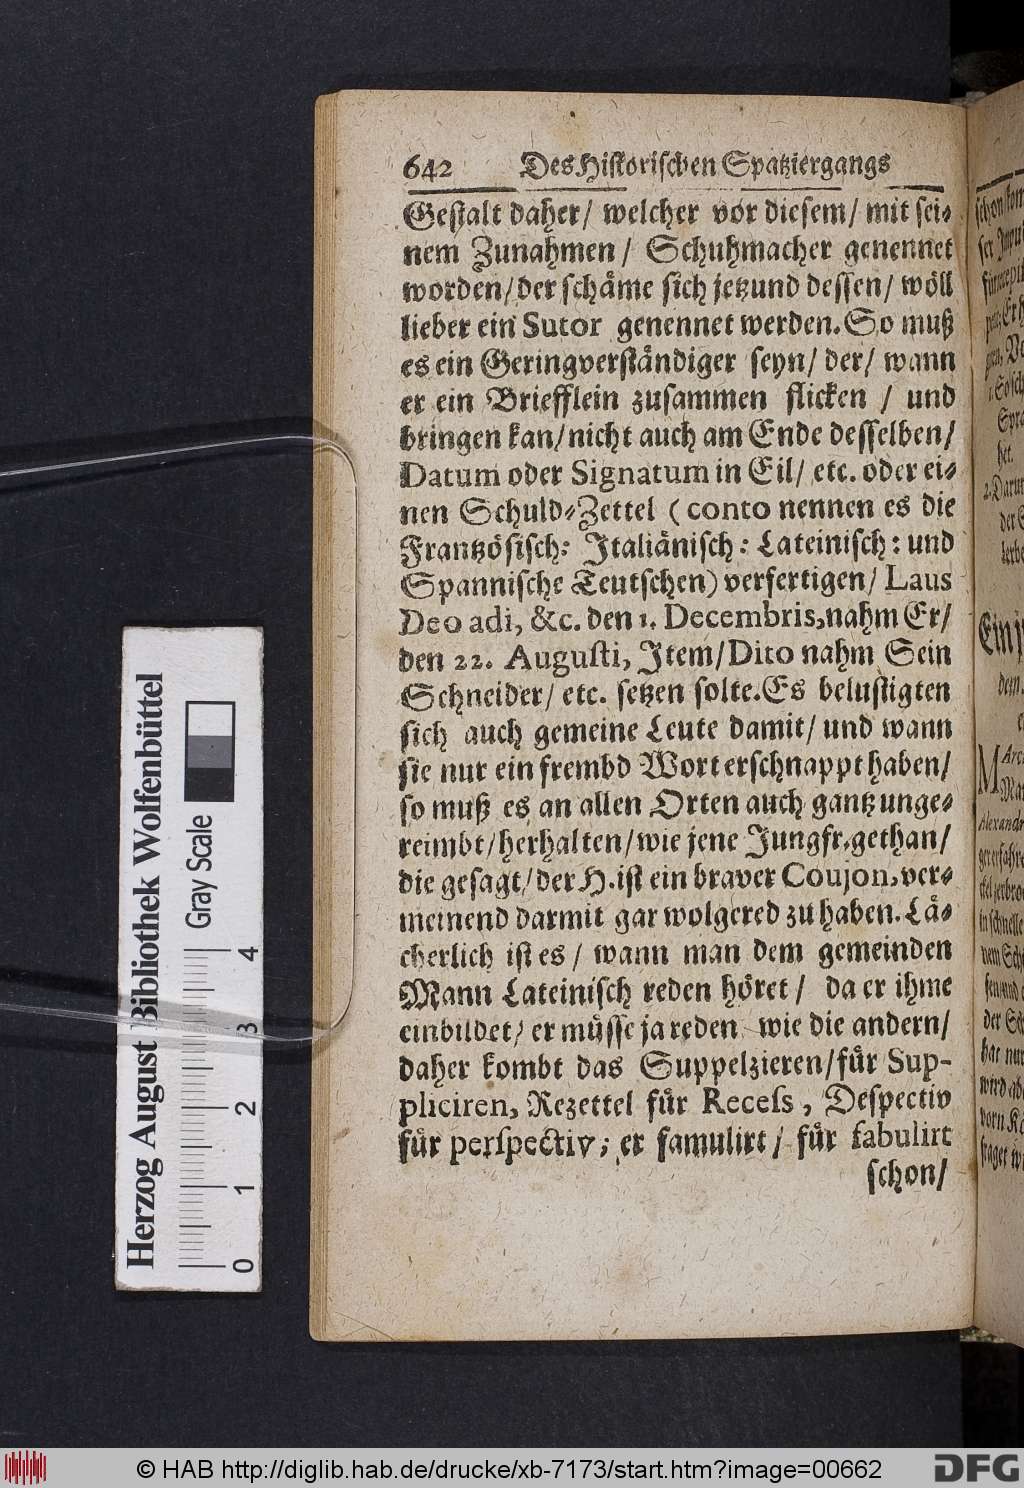 642 Des Historischen Spatziergangs
Gestalt daher/ welcher vor diesem/ mit sei⸗
nem Zunahmen/ Schuhmacher genennet
worden/ der schäme sich jetzund dessen/ wöll
lieber ein Sutor genennet werden. So muß
es ein Geringverständiger seyn/ der/ wann
er ein Briefflein zusammen flicken / und
bringen kan/ nicht auch am Ende desselben/
Datum oder Signatum in Eil/ etc. oder ei⸗
nen Schuld⸗Zettel ( conto nennen es die
Frantzösisch: Italiänisch: Lateinisch: und
Spannische Teutschen) verfertigen/ Laus
Deo adi, &c. den 1. Decembris, nahm Er/
den 22. Augusti, Item/ Dito nahm Sein
Schneider/ etc. setzen solte. Es belustigten
sich auch gemeine Leute damit/ und wann
sie nur ein frembd Wort erschnappt haben/
so muß es an allen Orten auch gantz unge⸗
reimbt/ herhalten/ wie jene Jungfr. gethan/
die gesagt/ der H. ist ein braver Coujon, ver⸗
meinend darmit gar wolgered zu haben. Lä⸗
cherlich ist es/ wann man dem gemeinden
Mann Lateinisch reden höret/ da er ihme
einbildet/ er müsse ja reden wie die andern/
daher kombt das Suppelzieren/ für Sup-
pliciren, Rezettel für Recess, Despectiv
für perspectiv; er famulirt/ für fabulirt
schon/
Herzog August Bibliothek Wolfenbüttel
Gray Scale
0 1 2 3 4
© HAB http://diglib.hab.de/drucke/xb-7173/start.htm?image=00662
DFG